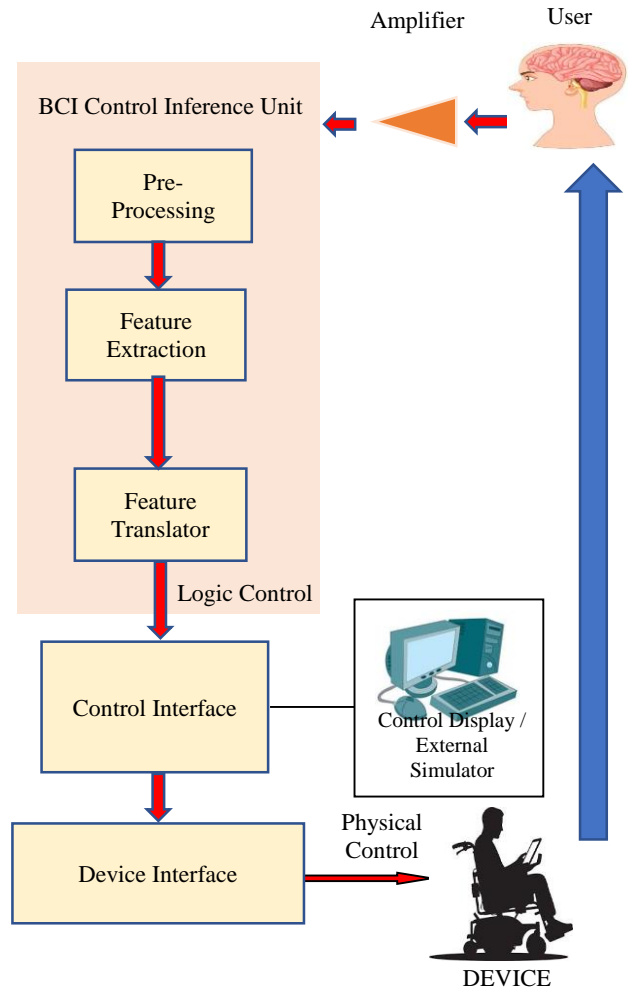 Amplifier
User
BCI Control Inference Unit
Pre-
Processing
Feature
Extraction
Feature
Translator
Logic Control
Control Interface
Control Display /
External
Simulator
Physical
Control
Device Interface
DEVICE